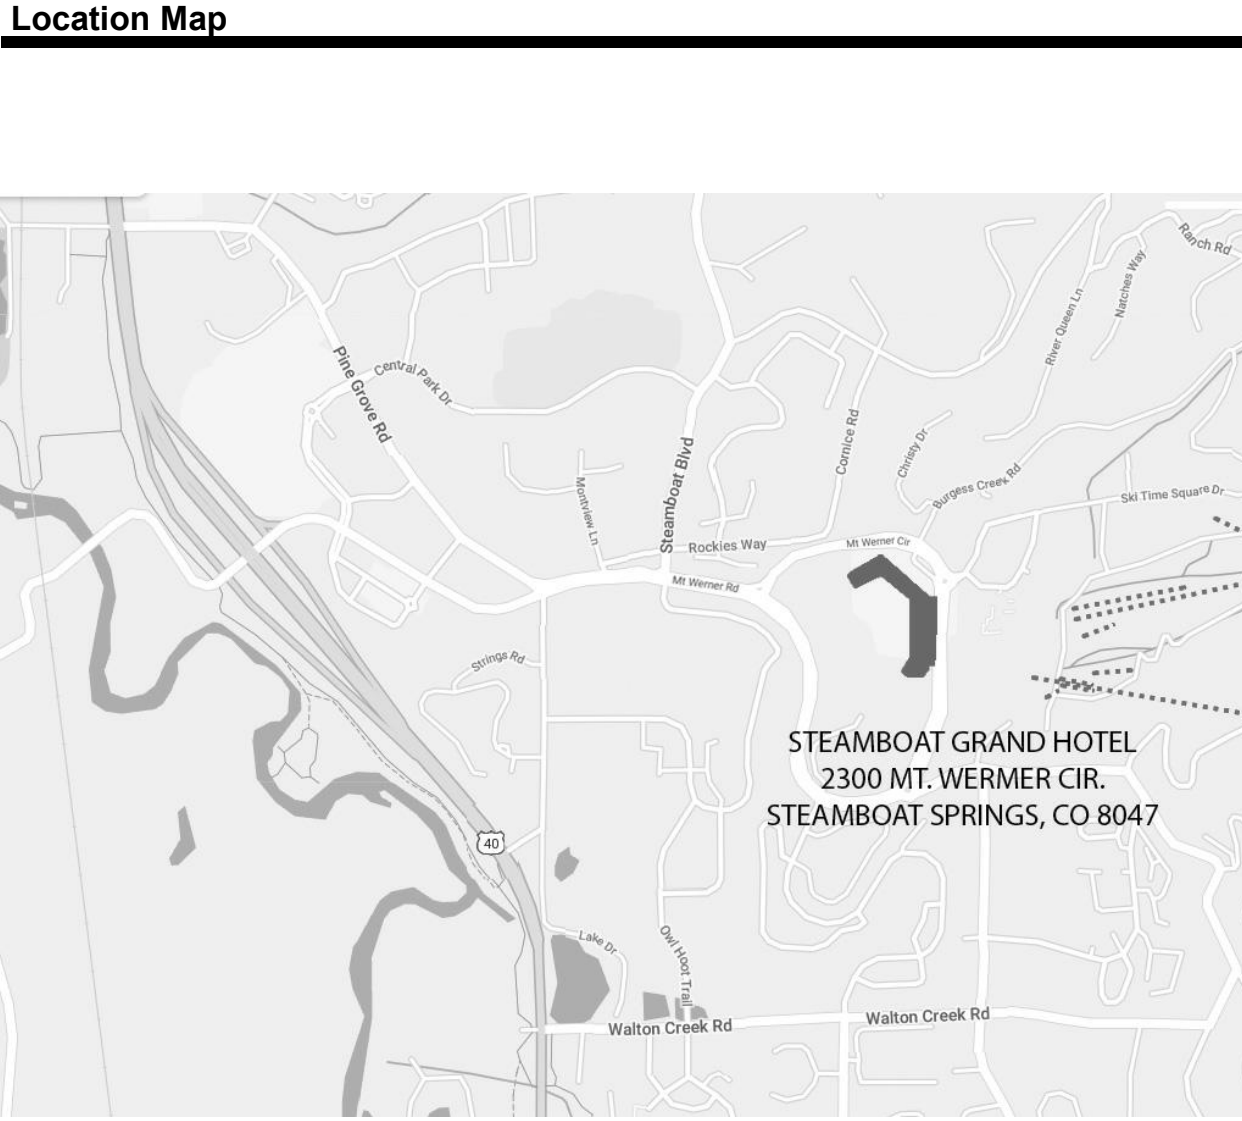 Location Map
Ranch Rd
Natches Way
River Queen Ln
Pine Grove Rd
Central Park Dr
Steamboat Blvd
Cornice Rd
Christy Dr
Burgess Creek Rd
Ski Time Square Dr
Montview Ln
Rockies Way
Mt Werner Cir
Mt Werner Rd
Strings Rd
STEAMBOAT GRAND HOTEL
2300 MT. WERMER CIR.
STEAMBOAT SPRINGS, CO 8047
40
Lake Dr
Owl Hoot Trail
Walton Creek Rd
Walton Creek Rd